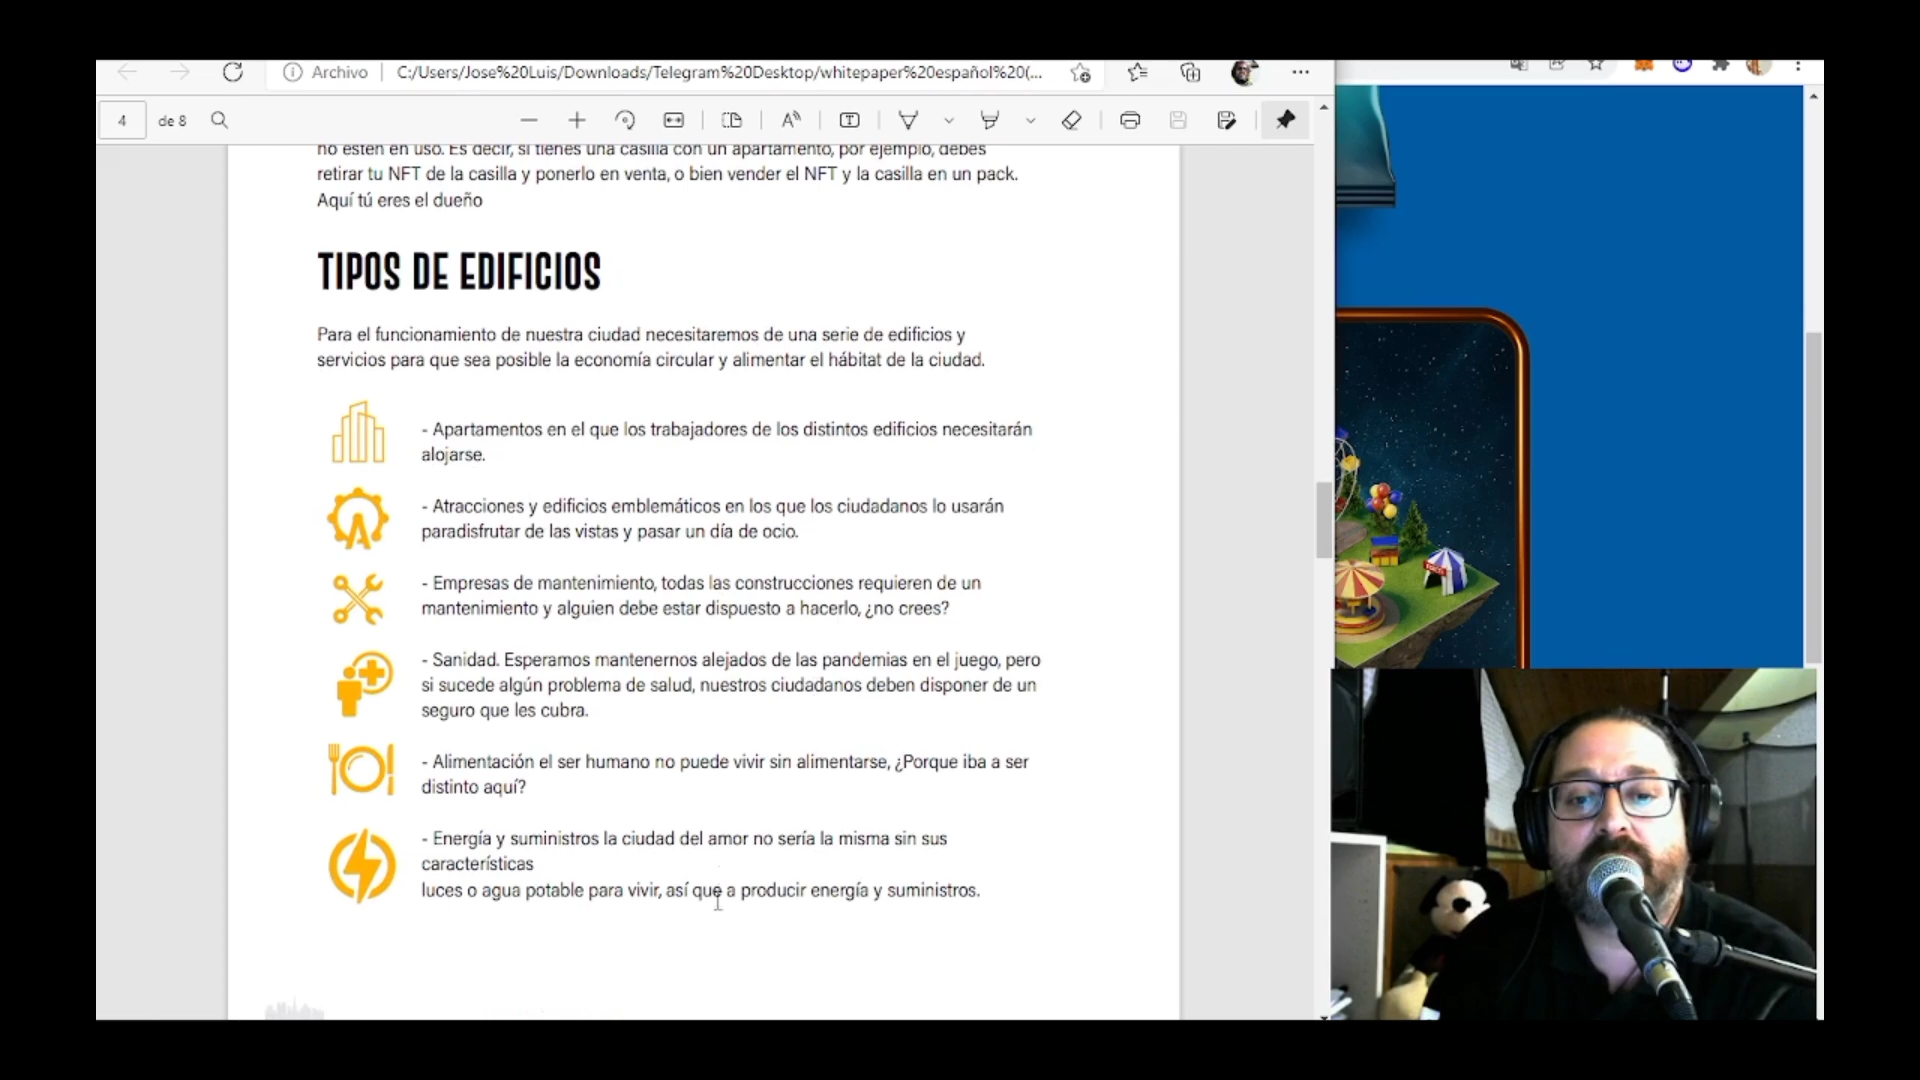 Archivo
C:/Users/Jose%20Luis/Downloads/Telegram%20Desktop/whitepaper%20español%20(...
4 de 8
no estén en uso. Es decir, si tienes una casilla con un apartamento, por ejemplo, debes
retirar tu NFT de la casilla y ponerlo en venta, o bien vender el NFT y la casilla en un pack.
Aquí tú eres el dueño
TIPOS DE EDIFICIOS
Para el funcionamiento de nuestra ciudad necesitaremos de una serie de edificios y
servicios para que sea posible la economía circular y alimentar el hábitat de la ciudad.
- Apartamentos en el que los trabajadores de los distintos edificios necesitarán
alojarse.
- Atracciones y edificios emblemáticos en los que los ciudadanos lo usarán
paradisfrutar de las vistas y pasar un día de ocio.
- Empresas de mantenimiento, todas las construcciones requieren de un
mantenimiento y alguien debe estar dispuesto a hacerlo, ¿no crees?
- Sanidad. Esperamos mantenernos alejados de las pandemias en el juego, pero
si sucede algún problema de salud, nuestros ciudadanos deben disponer de un
seguro que les cubra.
- Alimentación el ser humano no puede vivir sin alimentarse, ¿Porque iba a ser
distinto aquí?
- Energía y suministros la ciudad del amor no sería la misma sin sus
características
luces o agua potable para vivir, así que a producir energía y suministros.